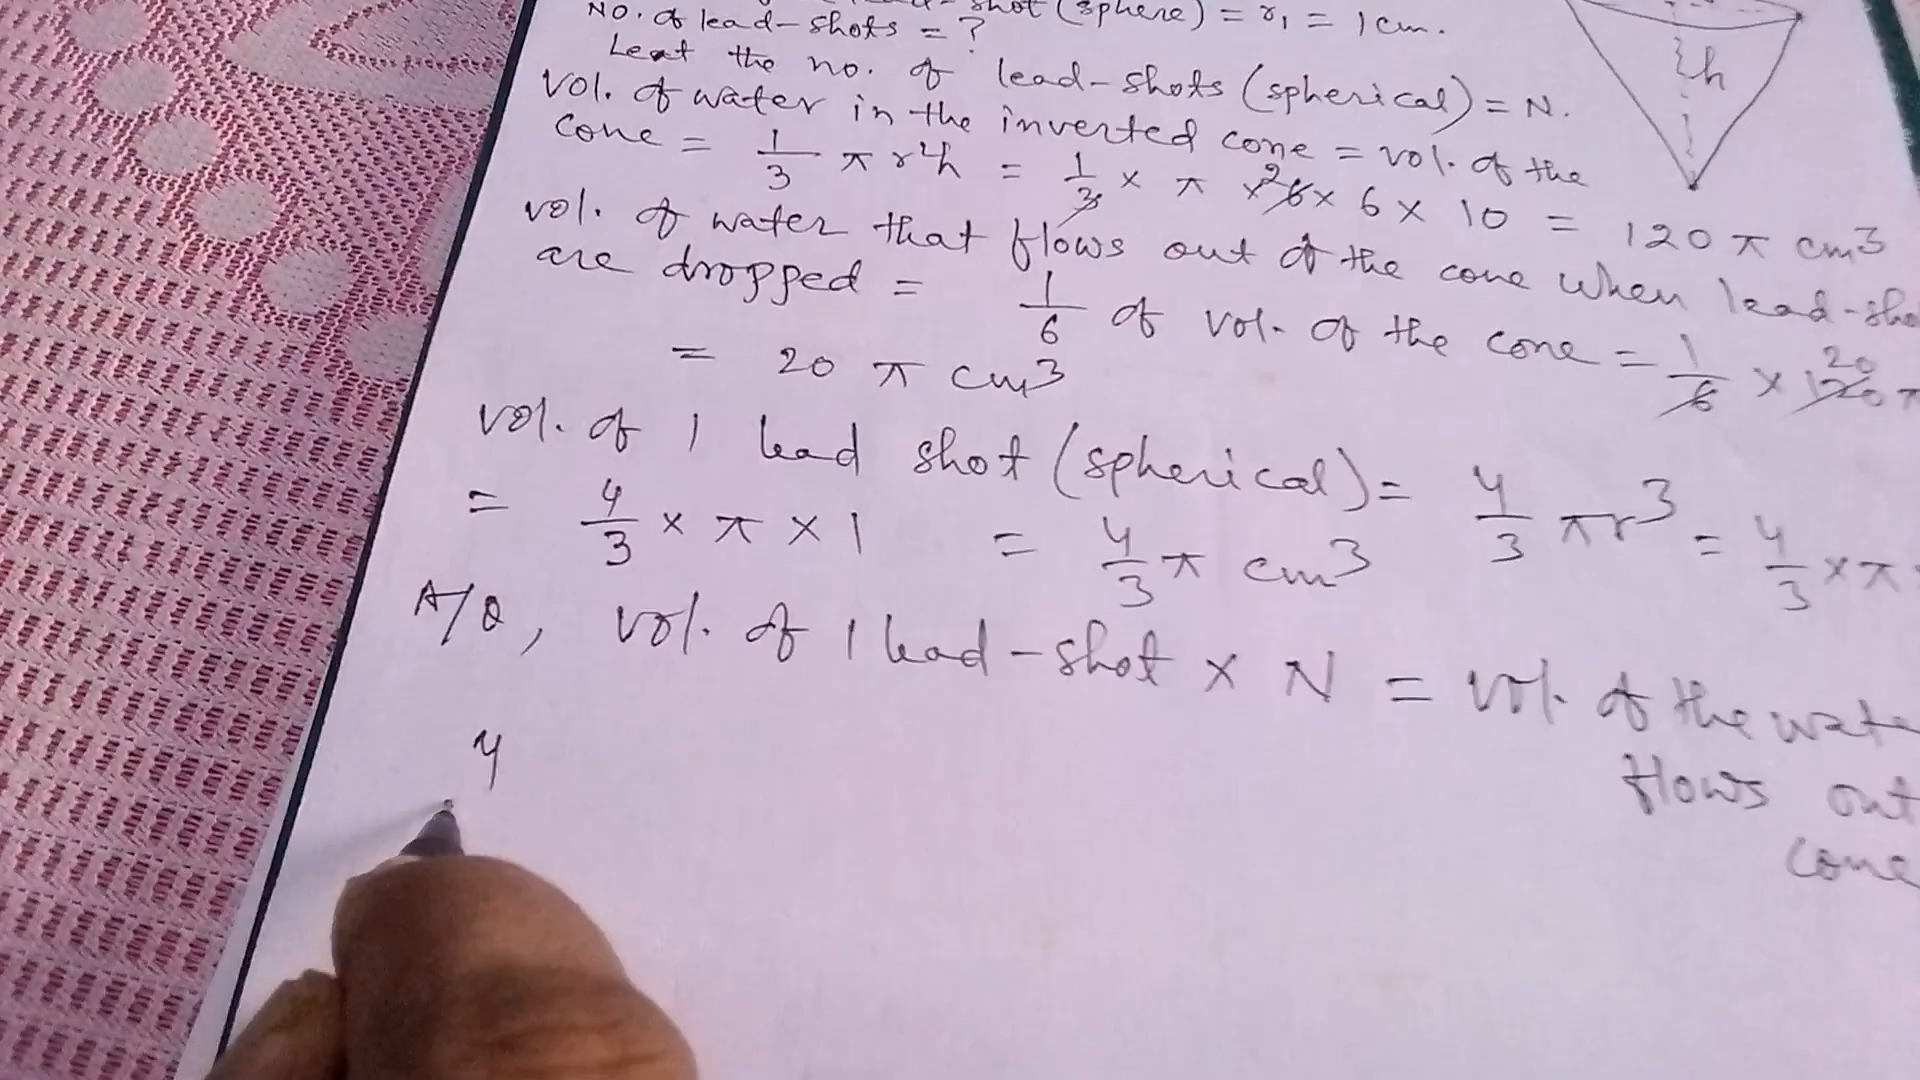 shot (sphere) = r₁ = 1 cm.
No. of lead-shots = ?
Leat the no. of lead-shots (spherical) = N.
Vol. of water in the inverted cone = vol. of the
cone = 1/3 π r²h = 1/3 × π × 6 × 6 × 10 = 120 π cm³
2
vol. of water that flows out of the cone when lead-sho
are dropped = 1/6 of vol. of the cone = 1/6 × 120 π
20
= 20 π cm³
vol. of 1 lead shot (spherical) = 4/3 πr³ = 4/3 × π
= 4/3 × π × 1 = 4/3 π cm³
A/Q, vol. of 1 lead-shot × N = vol. of the wate
flows out
cone
4
h